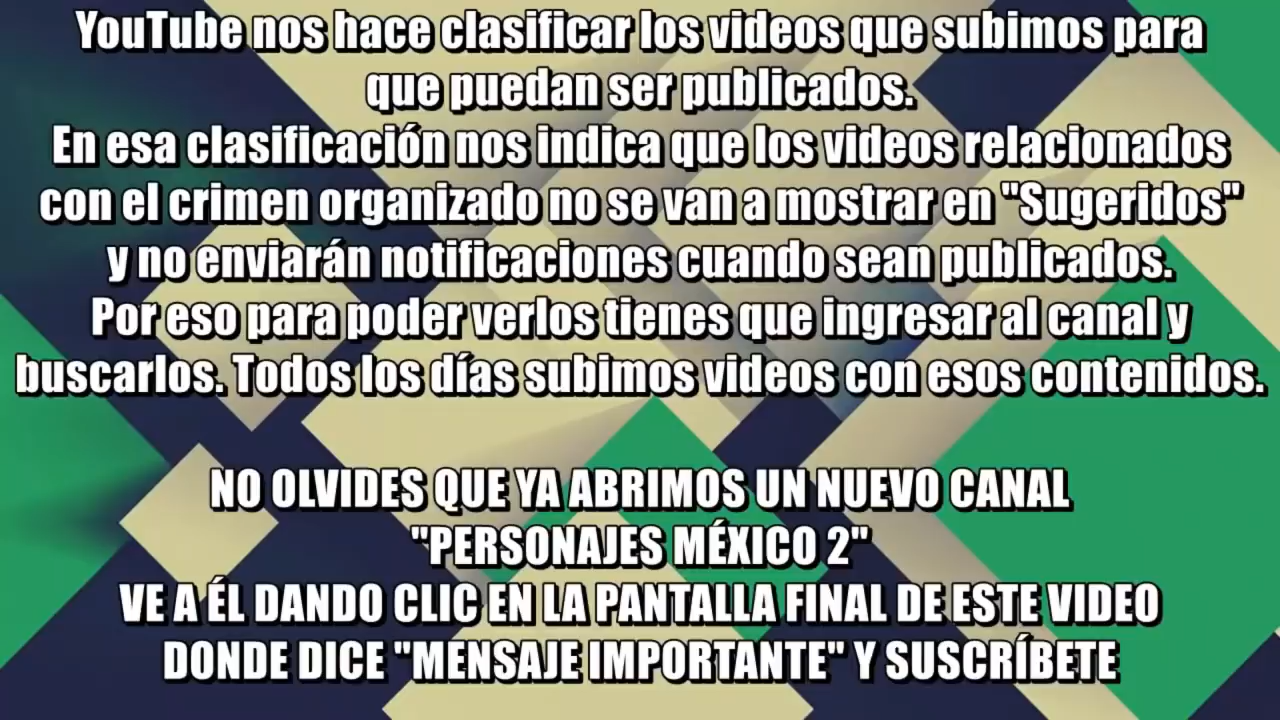 YouTube nos hace clasificar los videos que subimos para
que puedan ser publicados.
En esa clasificación nos indica que los videos relacionados
con el crimen organizado no se van a mostrar en "Sugeridos"
y no enviarán notificaciones cuando sean publicados.
Por eso para poder verlos tienes que ingresar al canal y
buscarlos. Todos los días subimos videos con esos contenidos.
NO OLVIDES QUE YA ABRIMOS UN NUEVO CANAL
"PERSONAJES MÉXICO 2"
VE A ÉL DANDO CLIC EN LA PANTALLA FINAL DE ESTE VIDEO
DONDE DICE "MENSAJE IMPORTANTE" Y SUSCRÍBETE